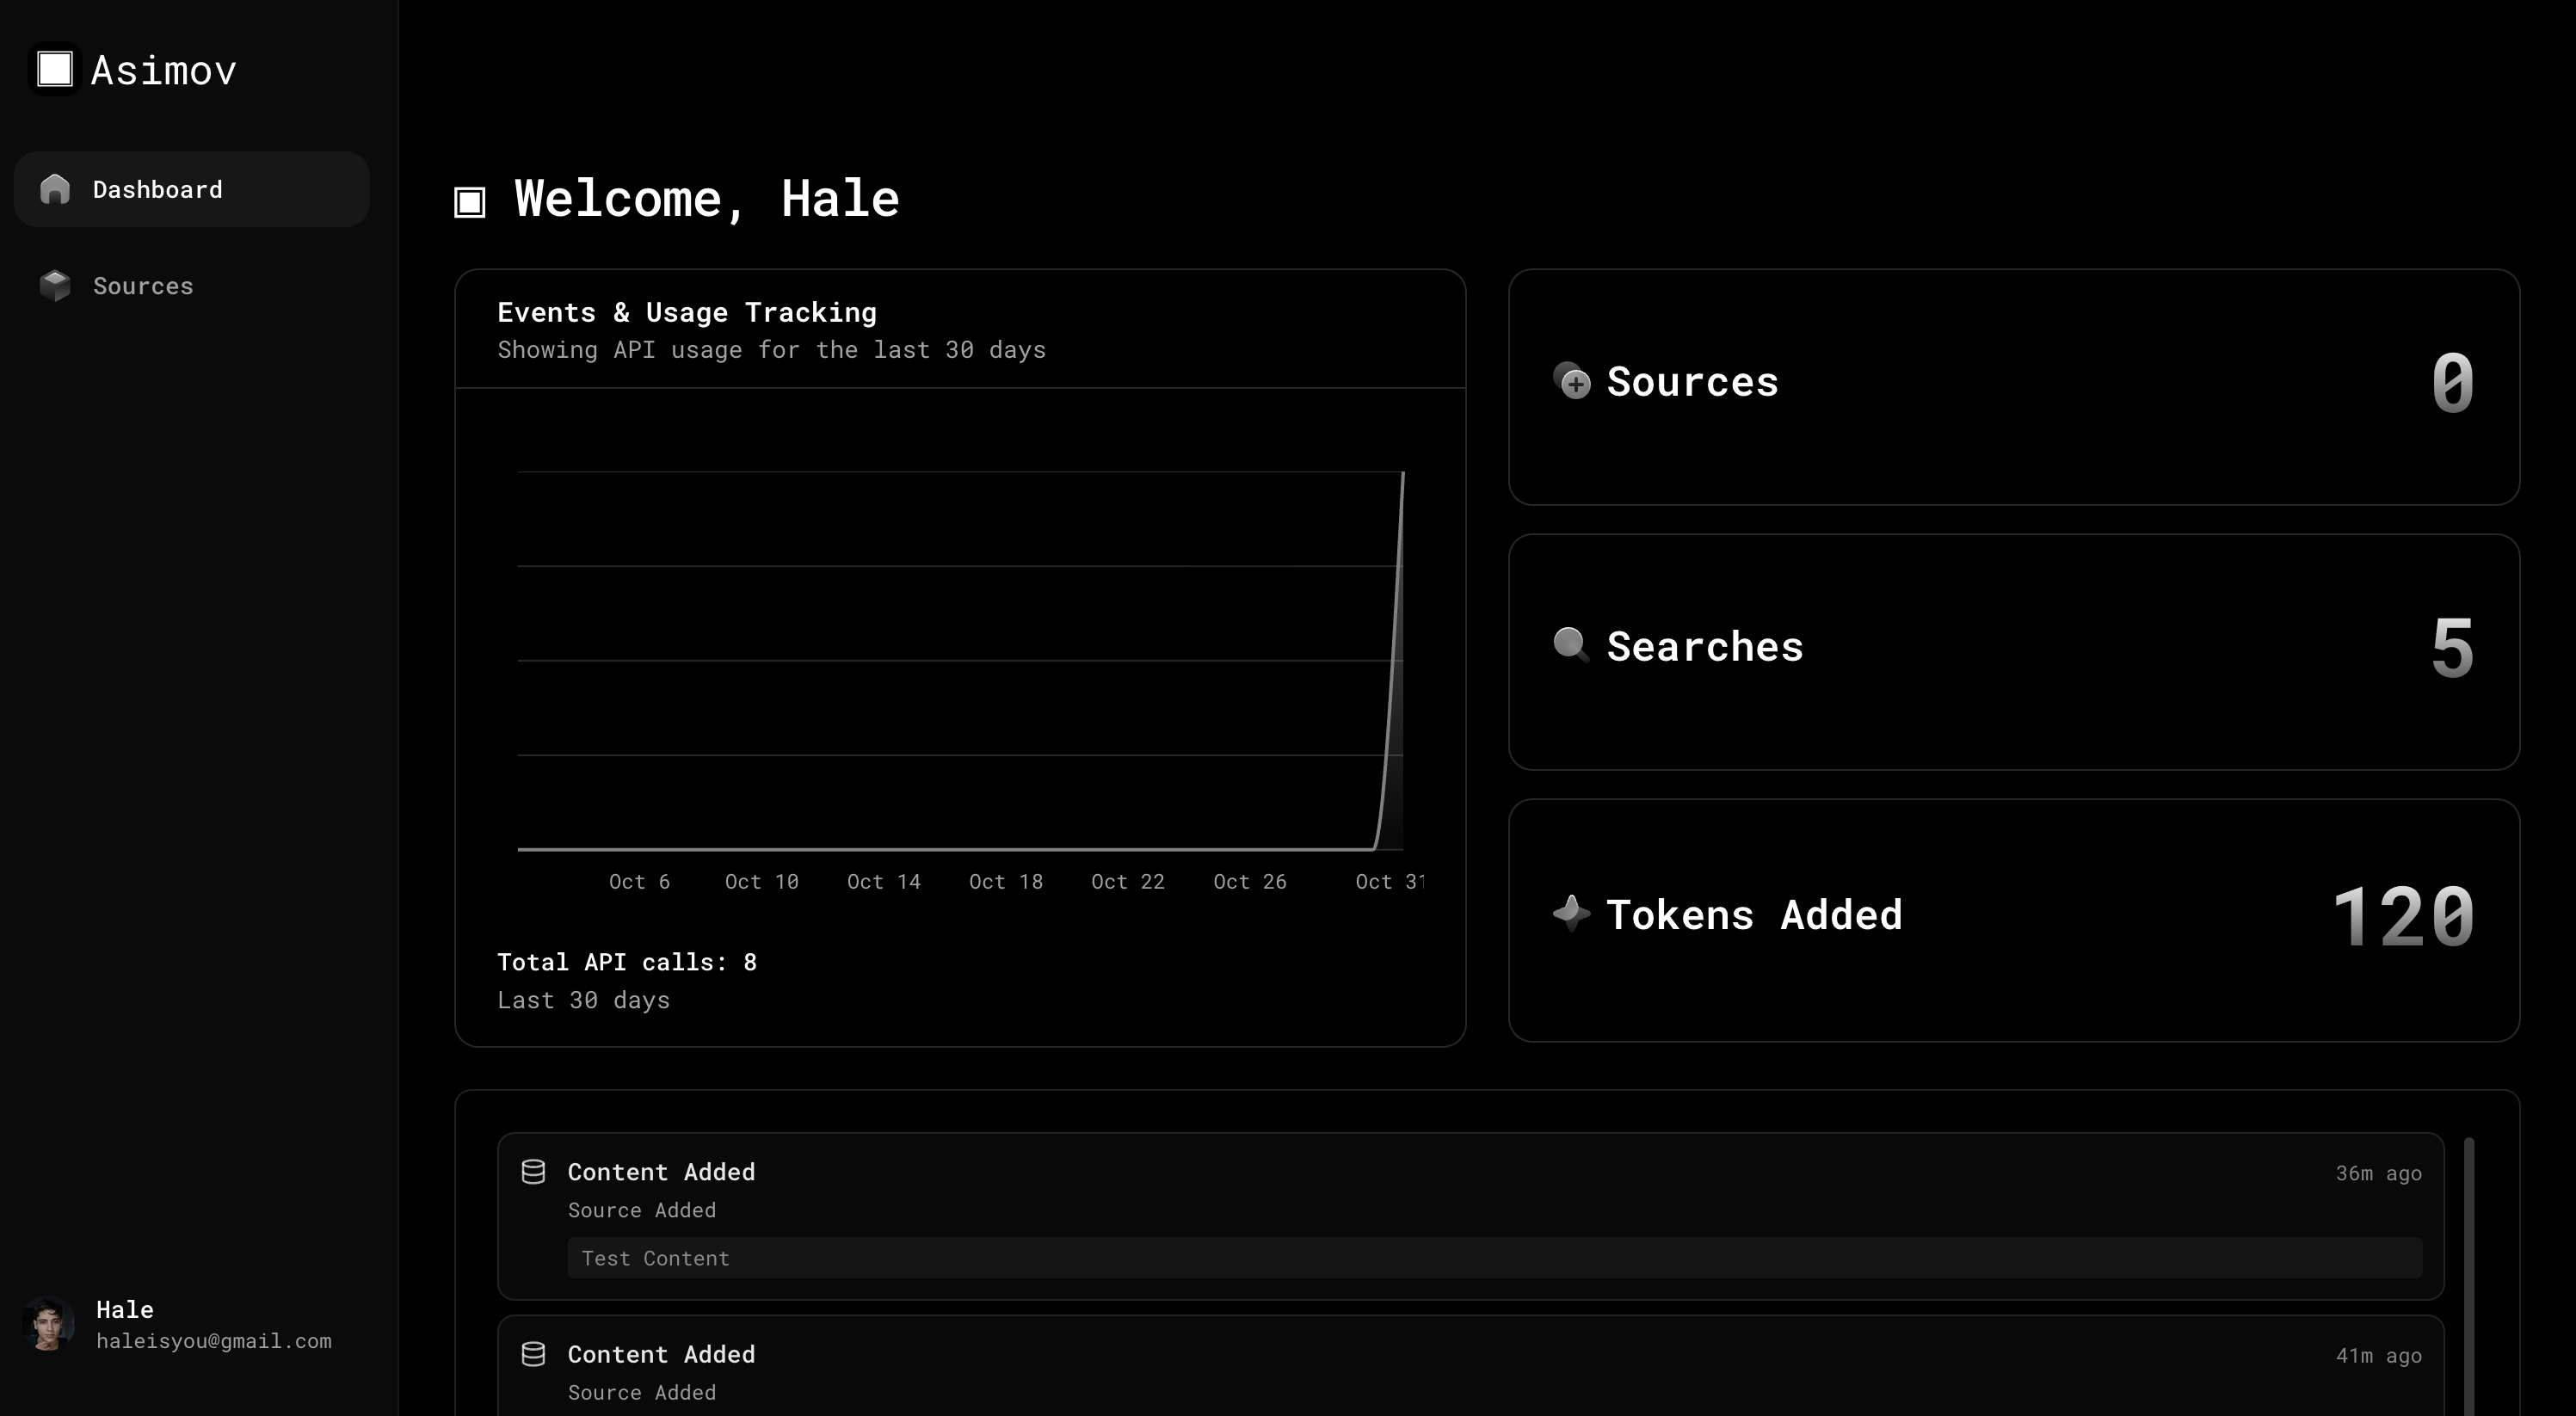 Asimov
Dashboard
Sources
Welcome, Hale
Events & Usage Tracking
Showing API usage for the last 30 days
Oct 6 Oct 10 Oct 14 Oct 18 Oct 22 Oct 26 Oct 31
Total API calls: 8
Last 30 days
Sources 0
Searches 5
Tokens Added 120
Content Added 36m ago
Source Added
Test Content
Content Added 41m ago
Source Added
Hale
haleisyou@gmail.com